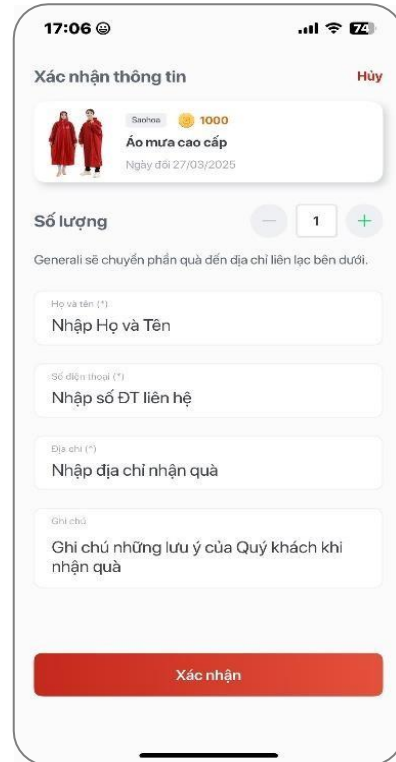 17:06
74
Xác nhận thông tin
Hủy
Saohoa 1000
Áo mưa cao cấp
Ngày đổi 27/03/2025
Số lượng
1
Generali sẽ chuyển phần quà đến địa chỉ liên lạc bên dưới.
Họ và tên (*)
Nhập Họ và Tên
Số điện thoại (*)
Nhập số ĐT liên hệ
Địa chỉ (*)
Nhập địa chỉ nhận quà
Ghi chú
Ghi chú những lưu ý của Quý khách khi
nhận quà
Xác nhận